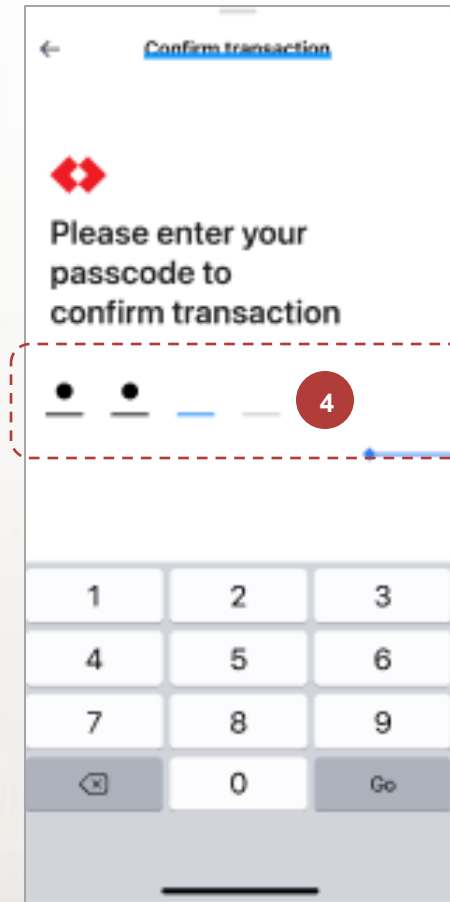 Confirm transaction
Please enter your
passcode to
confirm transaction
4
1 2 3
4 5 6
7 8 9
0 Go